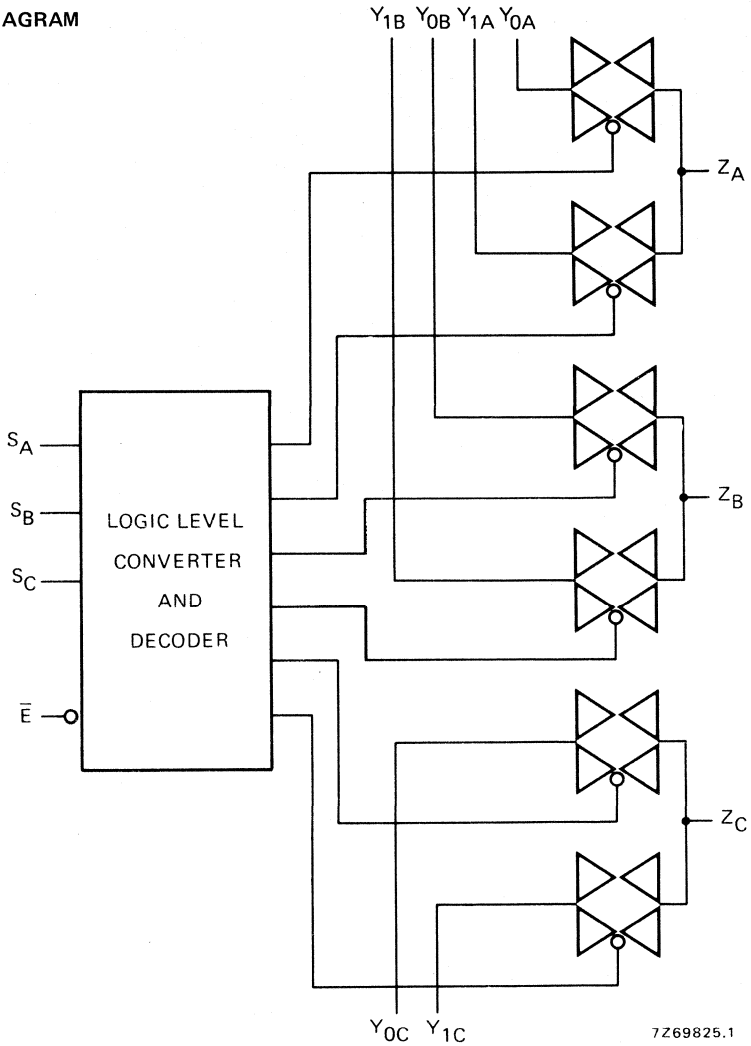 AGRAM
Y1B Y0B Y1A Y0A
ZA
SA
SB
SC
E̅
LOGIC LEVEL
CONVERTER
AND
DECODER
ZB
ZC
Y0C Y1C
7Z69825.1